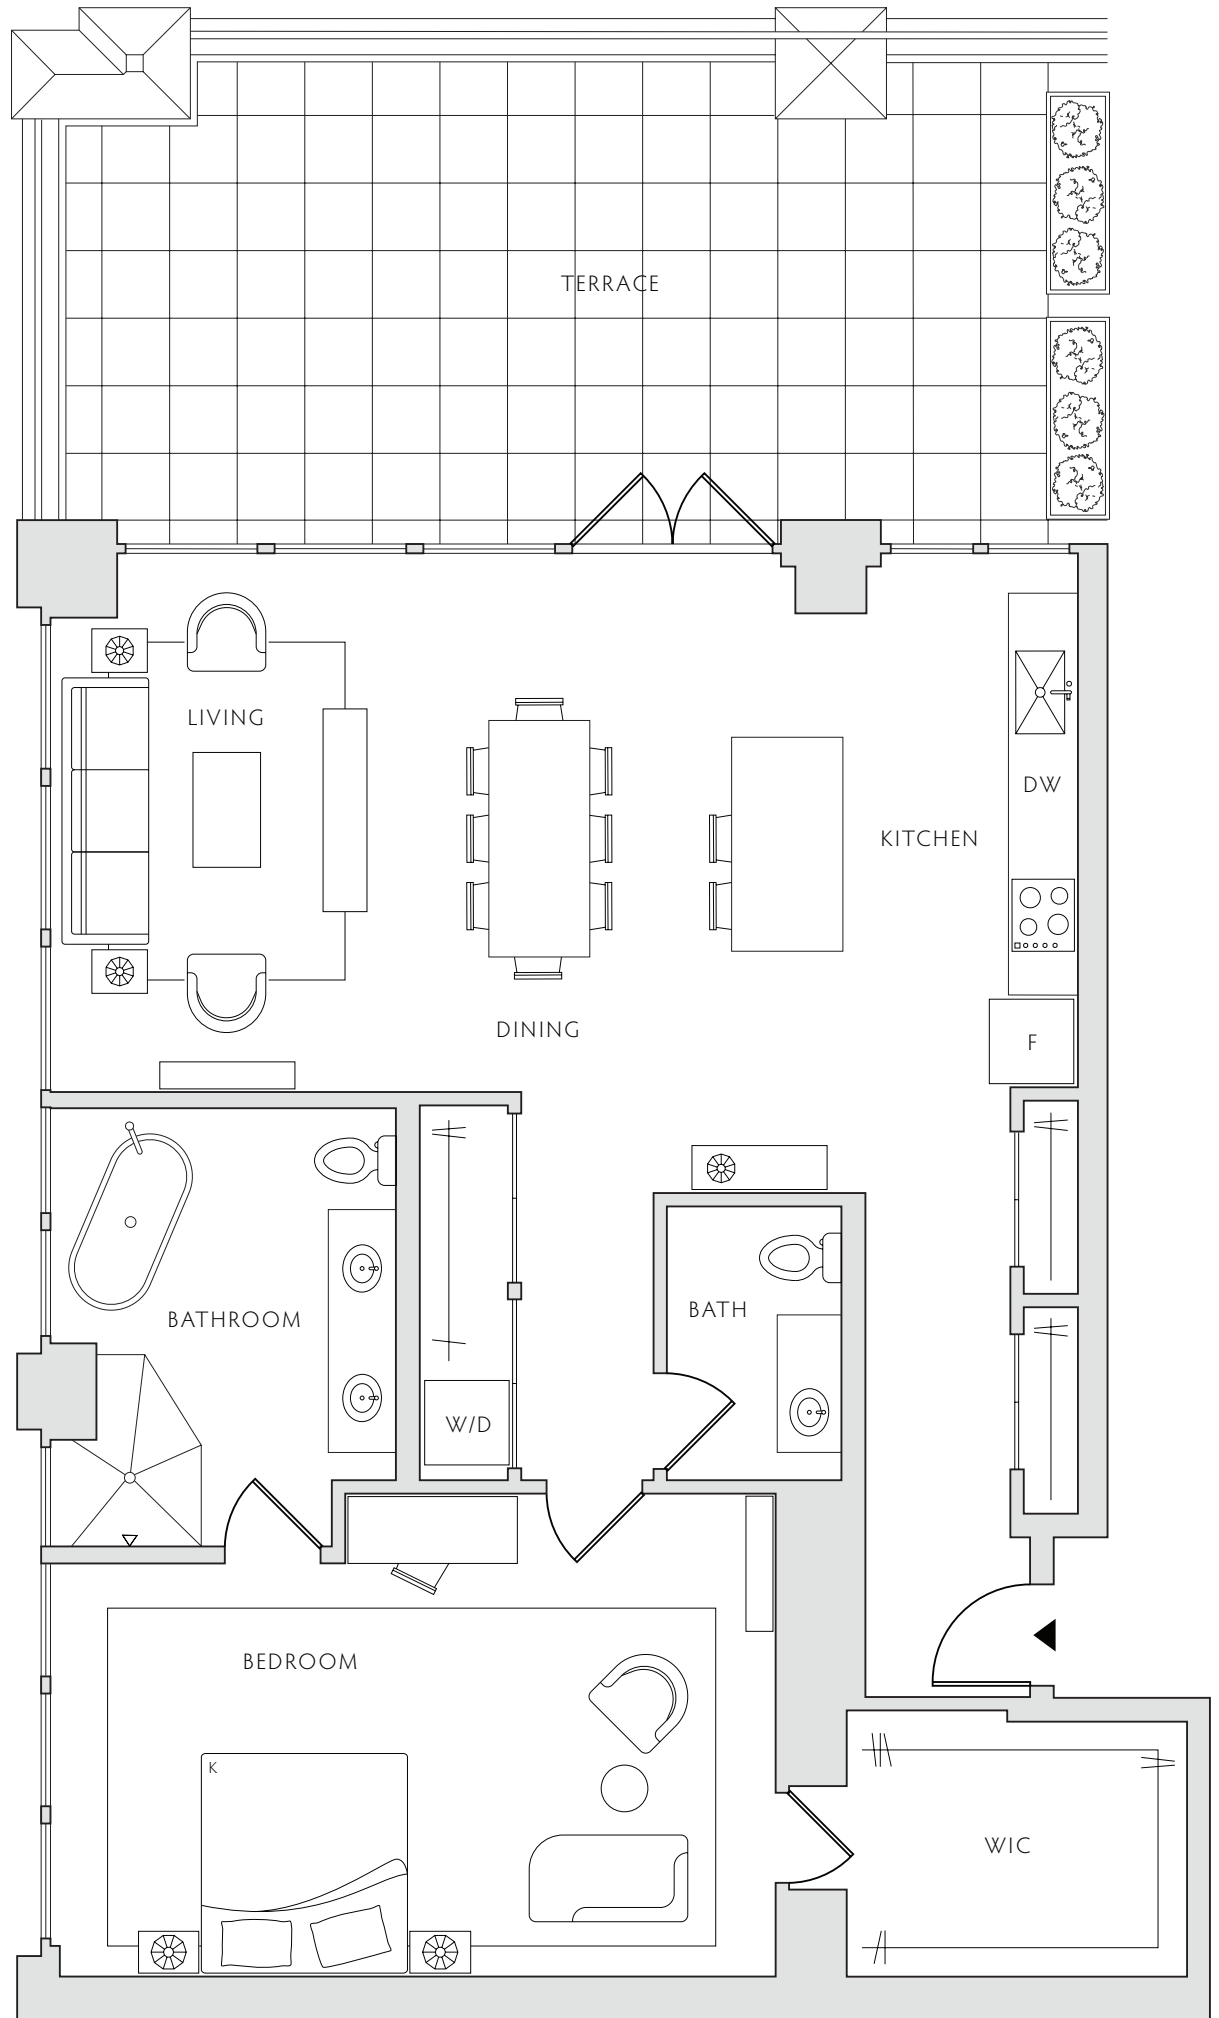 TERRACE
LIVING
DW
KITCHEN
DINING
F
BATH
BATHROOM
W/D
BEDROOM
K
WIC